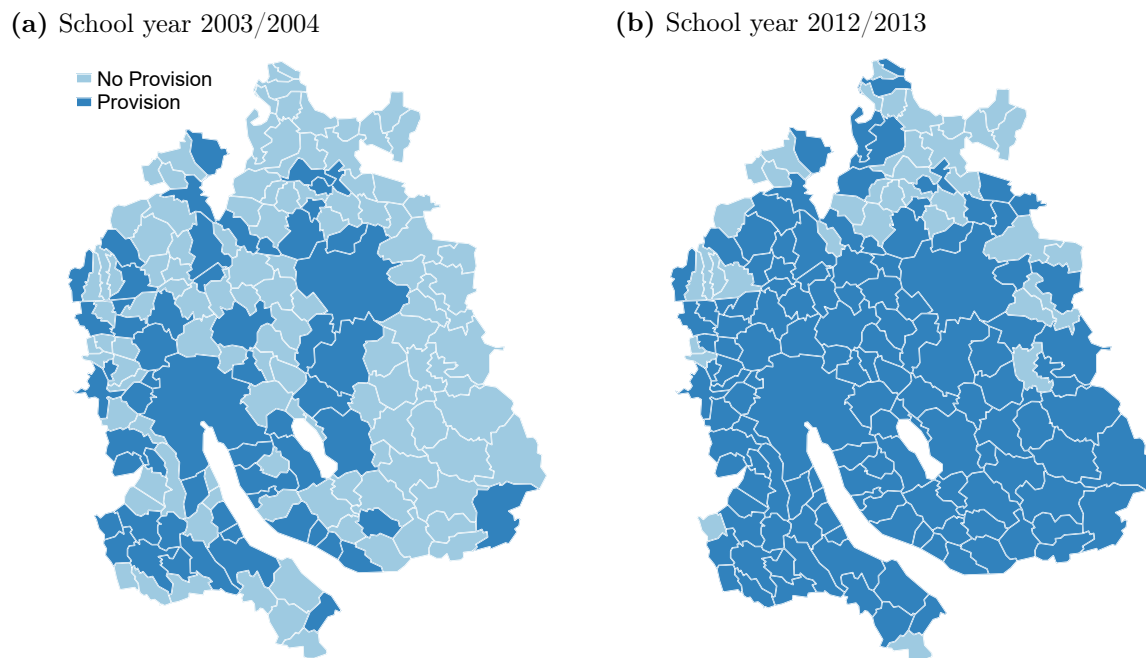 (a) School year 2003/2004
(b) School year 2012/2013
No Provision
Provision